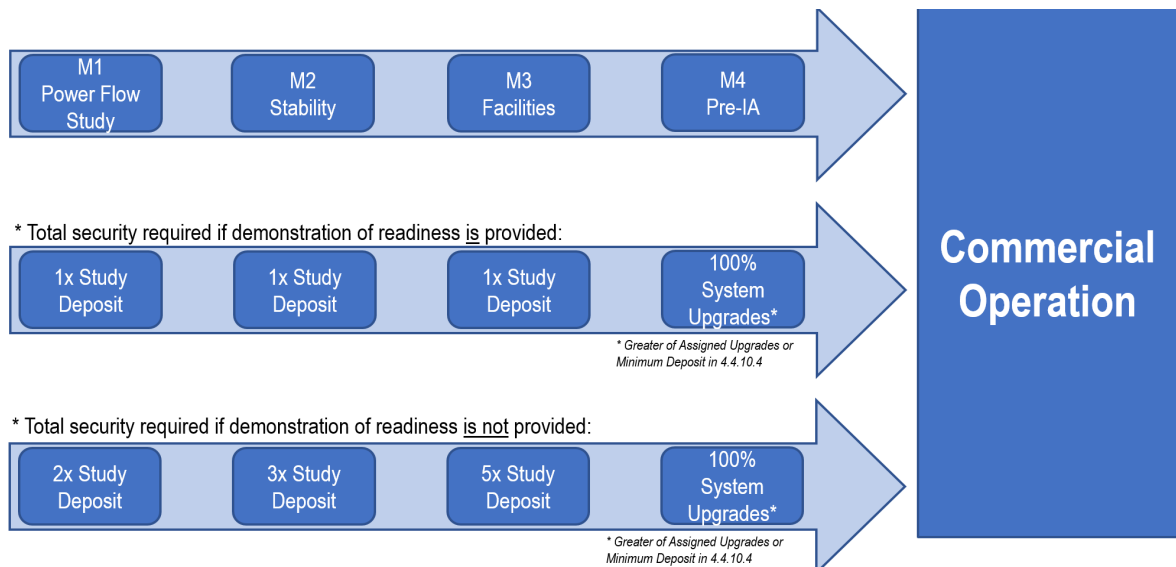 M1
Power Flow
Study
M2
Stability
M3
Facilities
M4
Pre-IA
* Total security required if demonstration of readiness is provided:
1x Study
Deposit
1x Study
Deposit
1x Study
Deposit
100%
System
Upgrades*
* Greater of Assigned Upgrades or
Minimum Deposit in 4.4.10.4
* Total security required if demonstration of readiness is not provided:
2x Study
Deposit
3x Study
Deposit
5x Study
Deposit
100%
System
Upgrades*
* Greater of Assigned Upgrades or
Minimum Deposit in 4.4.10.4
Commercial
Operation